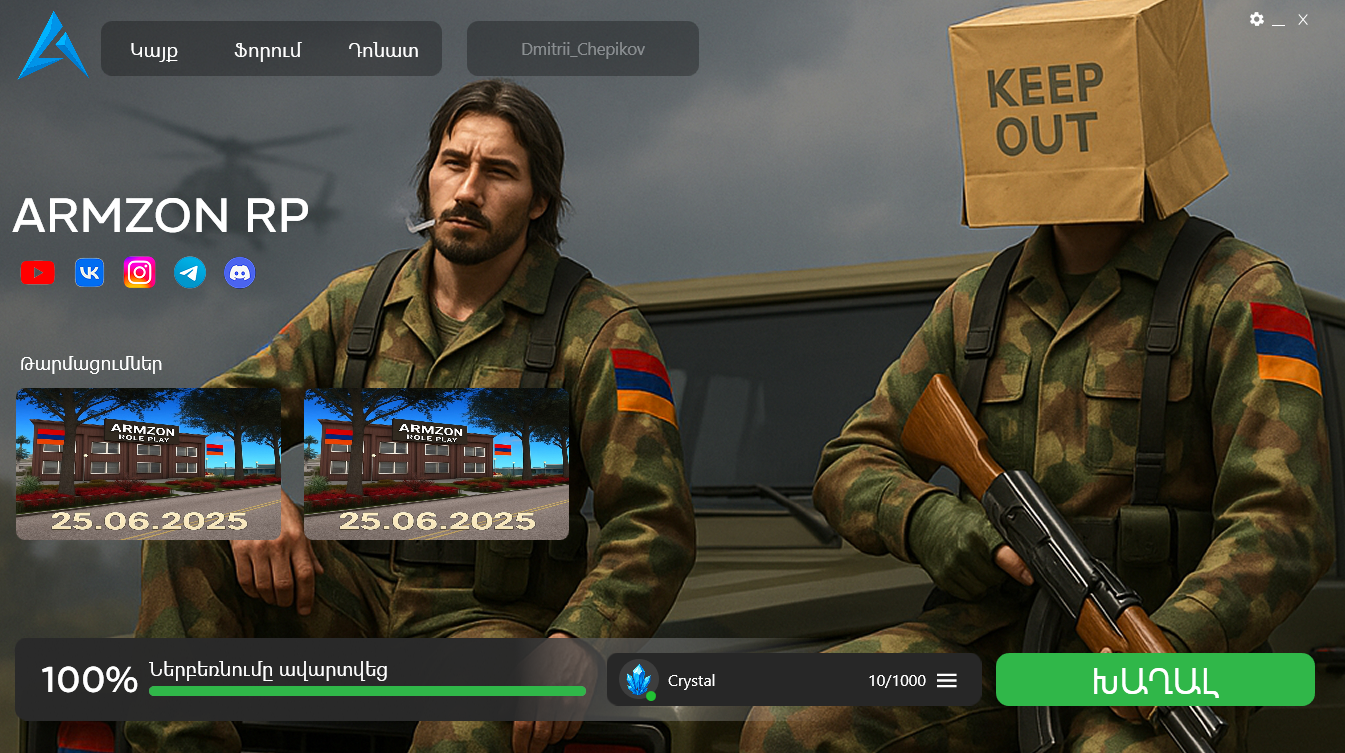 Կայք
Ֆորում
Դոնատ
Dmitrii_Chepikov
X
KEEP
OUT
ARMZON RP
Թարմացումներ
ARMZON
ROLE PLAY
25.06.2025
ARMZON
ROLE PLAY
25.06.2025
100%
Ներբեռնումը ավարտվեց
Crystal
10/1000
ԽԱՂԱԼ